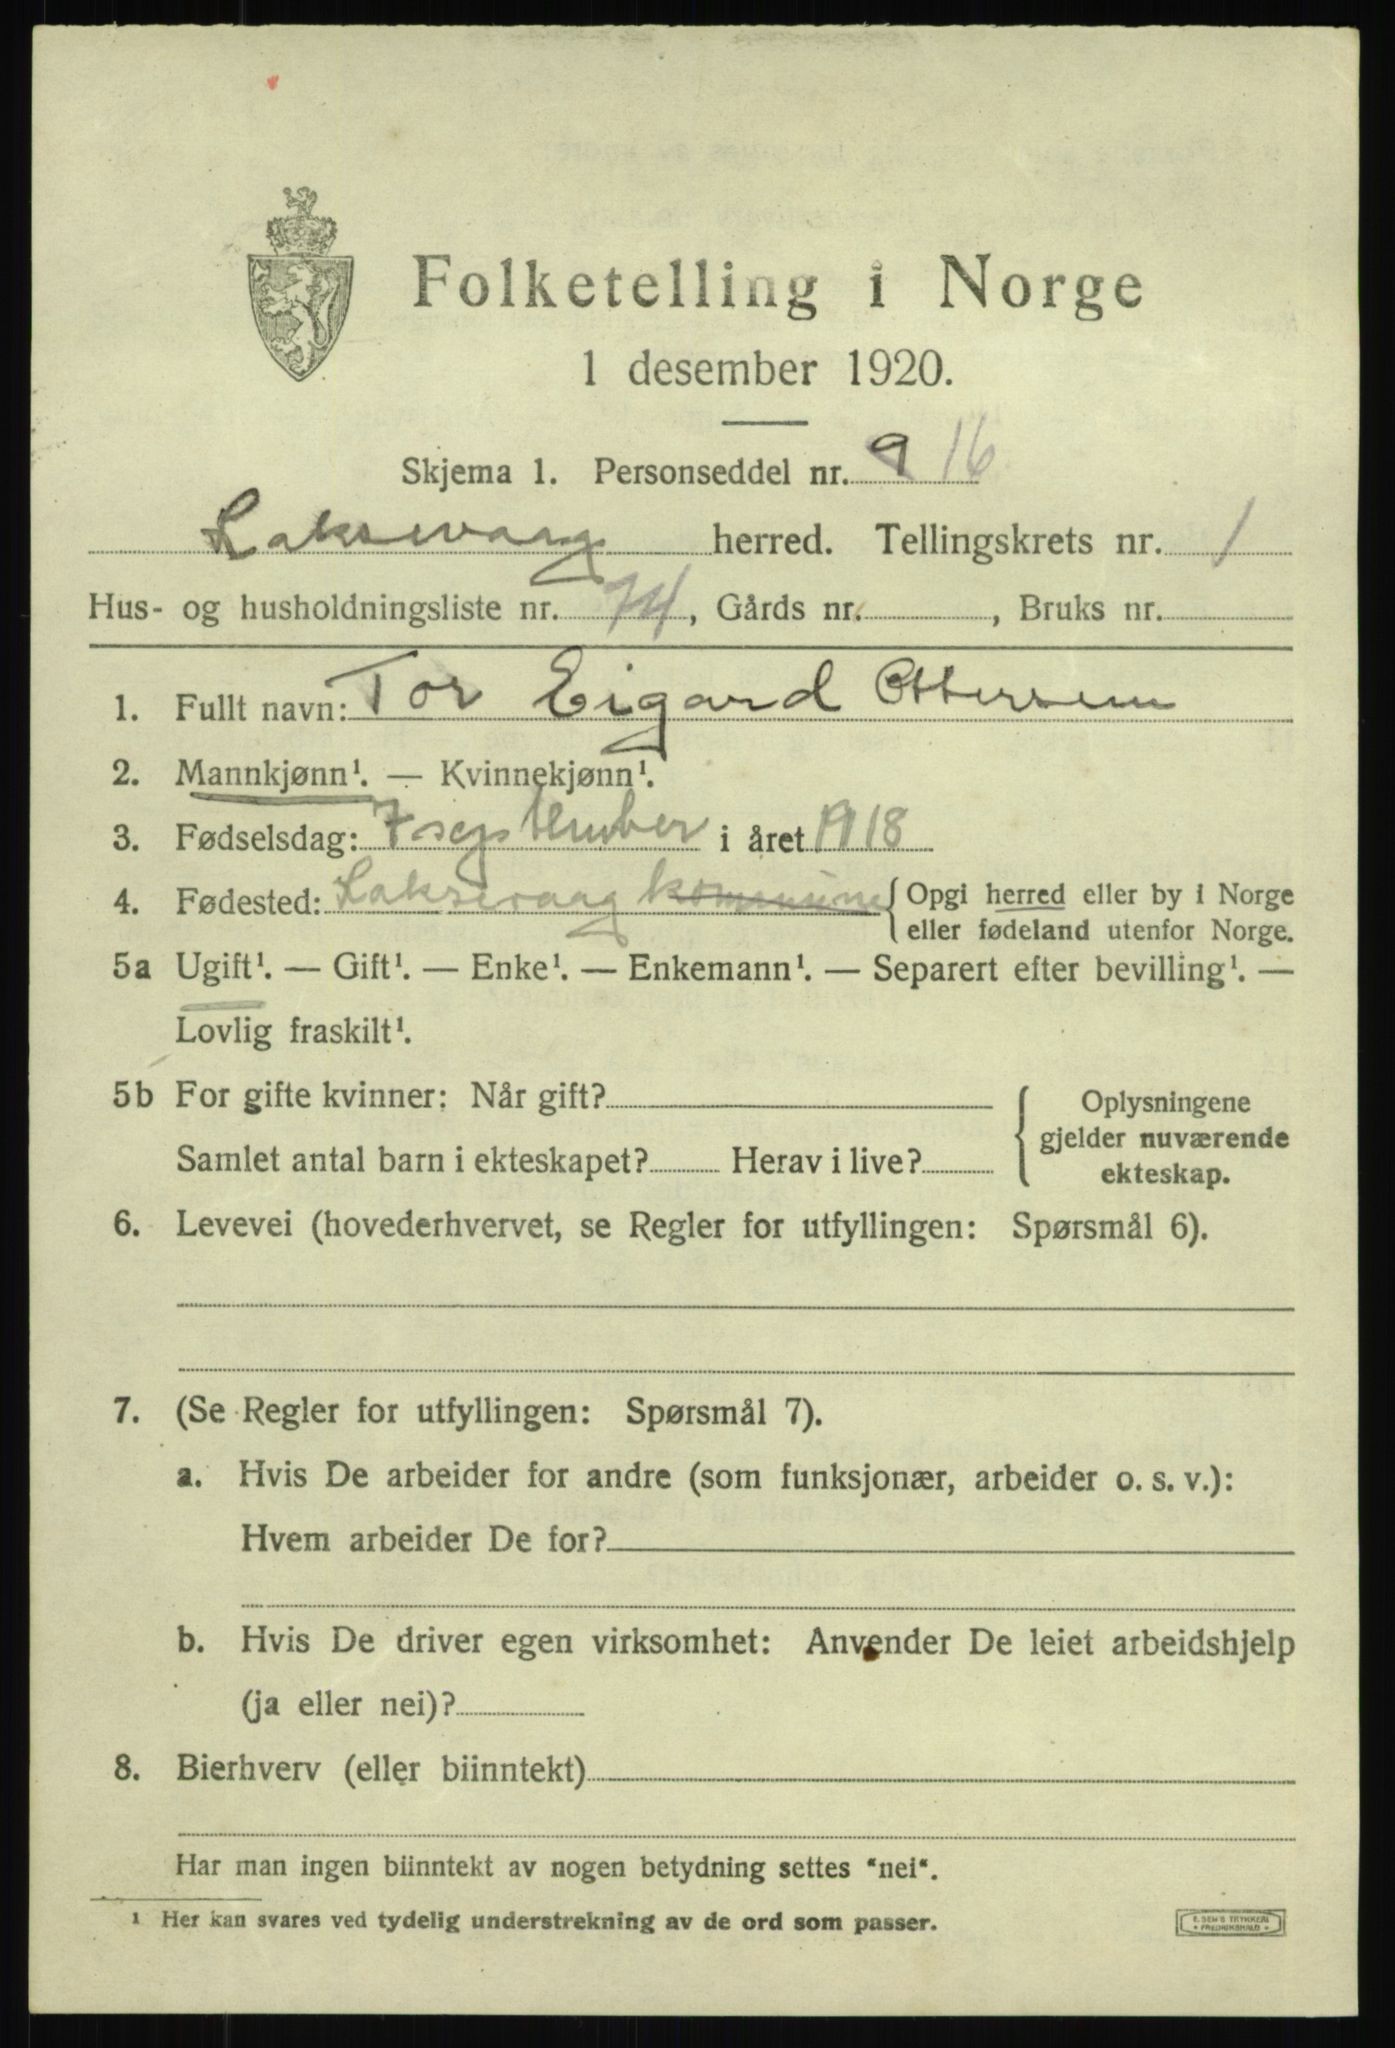 Folketelling i Norge
1 desember 1920.
Skjema 1. Personseddel nr. 9 16
Laksevaag herred. Tellingskrets nr. 1
Hus- og husholdningsliste nr. 74, Gårds nr. , Bruks nr.
1. Fullt navn: Tor Eigard Ottersen
2. Mannkjønn¹. — Kvinnekjønn¹.
3. Fødselsdag: 7 september i året 1918
4. Fødested: Laksevaag kommune { Opgi herred eller by i Norge
eller fødeland utenfor Norge.
5a Ugift¹. — Gift¹. — Enke¹. — Enkemann¹. — Separert efter bevilling¹. —
Lovlig fraskilt¹.
5b For gifte kvinner: Når gift? { Oplysningene
gjelder nuværende
Samlet antal barn i ekteskapet? Herav i live?
ekteskap.
6. Levevei (hovederhvervet, se Regler for utfyllingen: Spørsmål 6).
7. (Se Regler for utfyllingen: Spørsmål 7).
a. Hvis De arbeider for andre (som funksjonær, arbeider o. s. v.):
Hvem arbeider De for?
b. Hvis De driver egen virksomhet: Anvender De leiet arbeidshjelp
(ja eller nei)?
8. Bierhverv (eller biinntekt)
Har man ingen biinntekt av nogen betydning settes "nei".
¹ Her kan svares ved tydelig understrekning av de ord som passer.
E. SEM'S TRYKKERI
• FREDRIKSHALD •